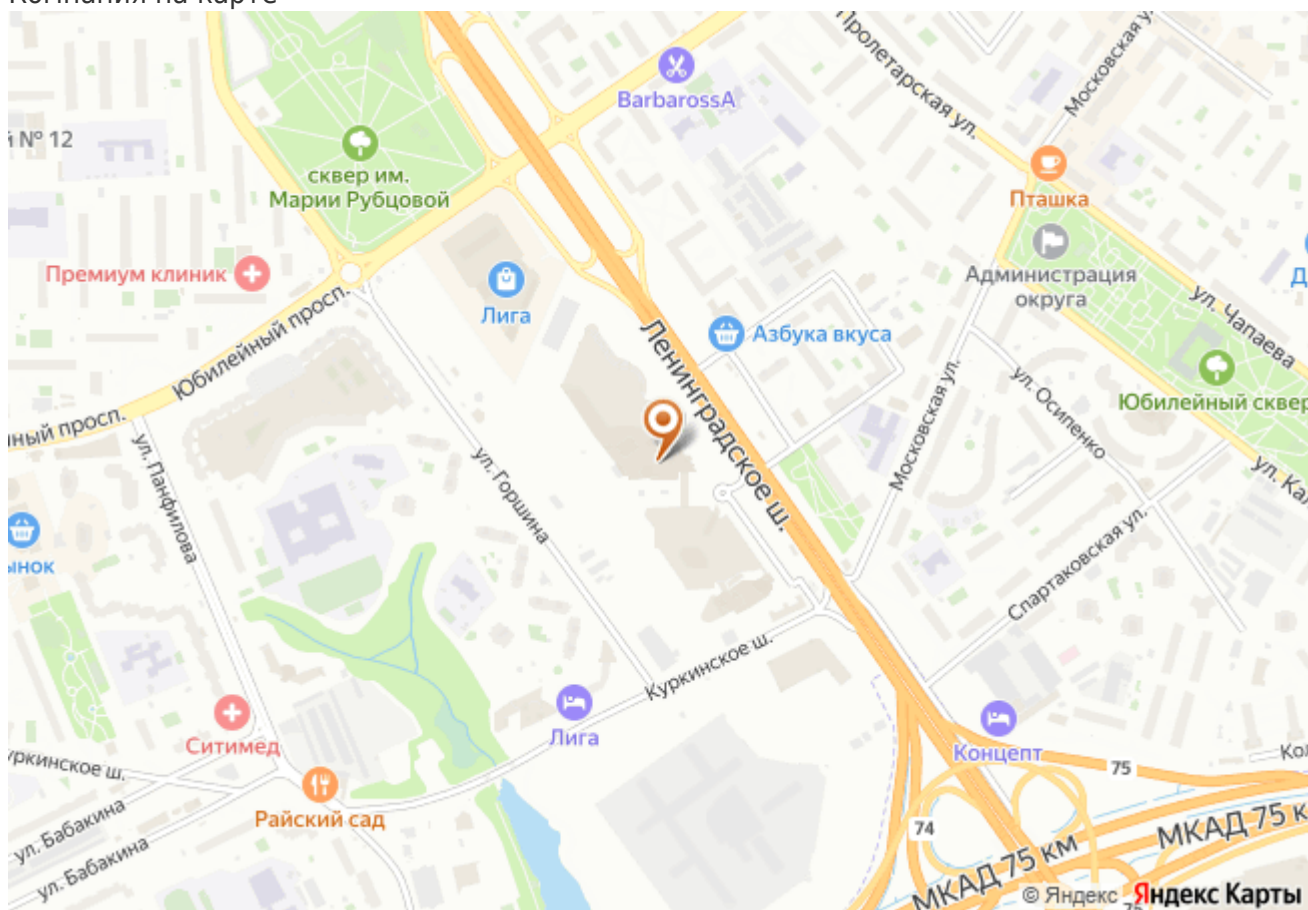 Компания на карте
Пролетарская ул.
Московская у
BarbarossA
й № 12
сквер им.
Марии Рубцовой
Пташка
Администрация
округа
Премиум клиник
Лига
ул. Чапаева
Юбилейный просп.
Ленинградское ш.
Азбука вкуса
Юбилейный сквер
ул. Осипенко
Московская ул.
ный просп.
ул. Панфилова
ул. Горшина
ул. Ка
Спартаковская ул.
ынок
Куркинское ш.
Ситимед
Лига
Концепт
75
Ко
уркинское ш.
Райский сад
ул. Бабакина
ул. Бабакина
74
МКАД 75 км
МКАД 75 к
© Яндекс Яндекс Карты